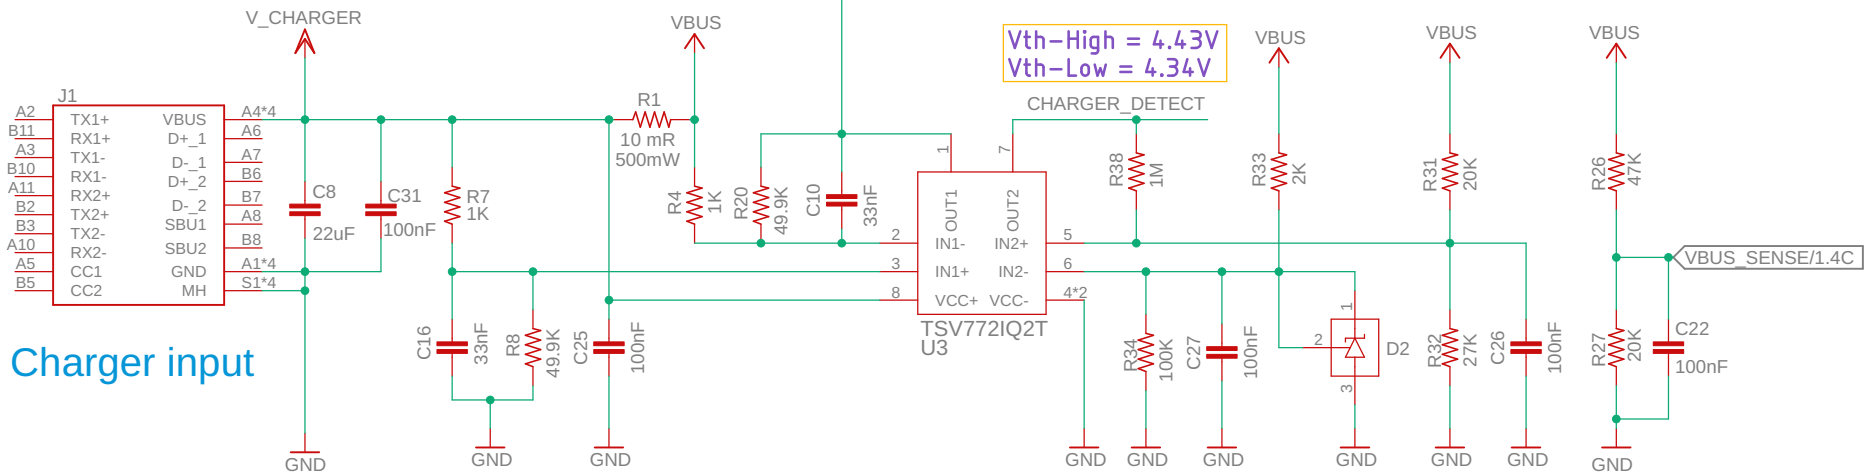 V_CHARGER
VBUS
Vth-High = 4.43V
Vth-Low = 4.34V
VBUS
VBUS
VBUS
J1
CHARGER_DETECT
A2 TX1+ VBUS A4*4
B11 RX1+ D+_1 A6
A3 TX1- D-_1 A7
B10 RX1- D+_2 B6
A11 RX2+ D-_2 B7
B2 TX2+ SBU1 A8
B3 TX2- SBU2 B8
A10 RX2- GND A1*4
A5 CC1 MH S1*4
B5 CC2
C8
22uF
C31
100nF
R7
1K
R1
10 mR
500mW
R4
1K
R20
49.9K
C10
33nF
1
7
OUT1
OUT2
2 IN1- IN2+ 5
3 IN1+ IN2- 6
8 VCC+ VCC- 4*2
TSV772IQ2T
U3
R38
1M
R33
2K
R31
20K
R26
47K
VBUS_SENSE/1.4C
Charger input
C16
33nF
R8
49.9K
C25
100nF
R34
100K
C27
100nF
1
2
3
D2
R32
27K
C26
100nF
R27
20K
C22
100nF
GND
GND
GND
GND
GND
GND
GND
GND
GND
GND